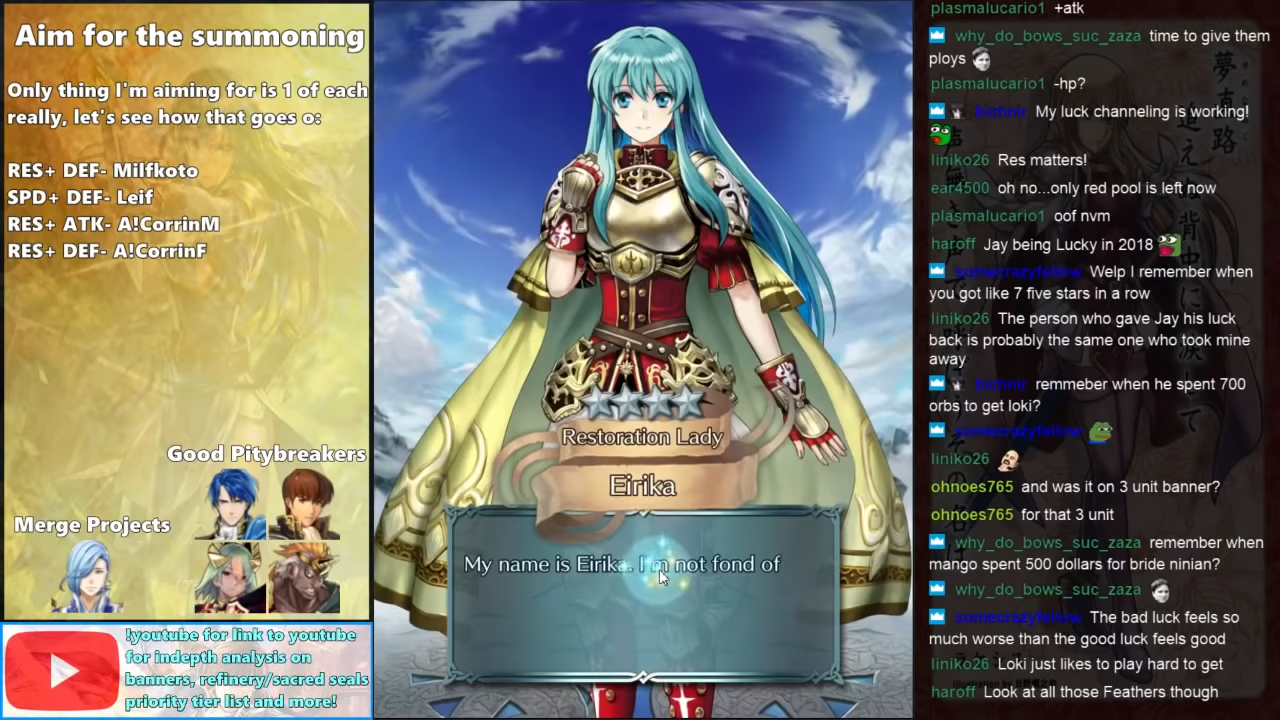 Aim for the summoning
Only thing I'm aiming for is 1 of each
really, let's see how that goes o:
RES+ DEF- Milfkoto
SPD+ DEF- Leif
RES+ ATK- A!CorrinM
RES+ DEF- A!CorrinF
Good Pitybreakers
Merge Projects
!youtube for link to youtube
for indepth analysis on
banners, refinery/sacred seals
priority tier list and more!
Restoration Lady
Eirika
My name is Eirika. I'm not fond of
plasmalucario1 +atk
why_do_bows_suc_zaza time to give them
ploys
plasmalucario1 -hp?
bichnir My luck channeling is working!
liniko26 Res matters!
ear4500 oh no...only red pool is left now
plasmalucario1 oof nvm
haroff Jay being Lucky in 2018
somecrazyfellow Welp I remember when
you got like 7 five stars in a row
liniko26 The person who gave Jay his luck
back is probably the same one who took mine
away
bichnir remmeber when he spent 700
orbs to get loki?
somecrazyfellow
liniko26
ohnoes765 and was it on 3 unit banner?
ohnoes765 for that 3 unit
why_do_bows_suc_zaza remember when
mango spent 500 dollars for bride ninian?
why_do_bows_suc_zaza
somecrazyfellow The bad luck feels so
much worse than the good luck feels good
liniko26 Loki just likes to play hard to get
haroff Look at all those Feathers though